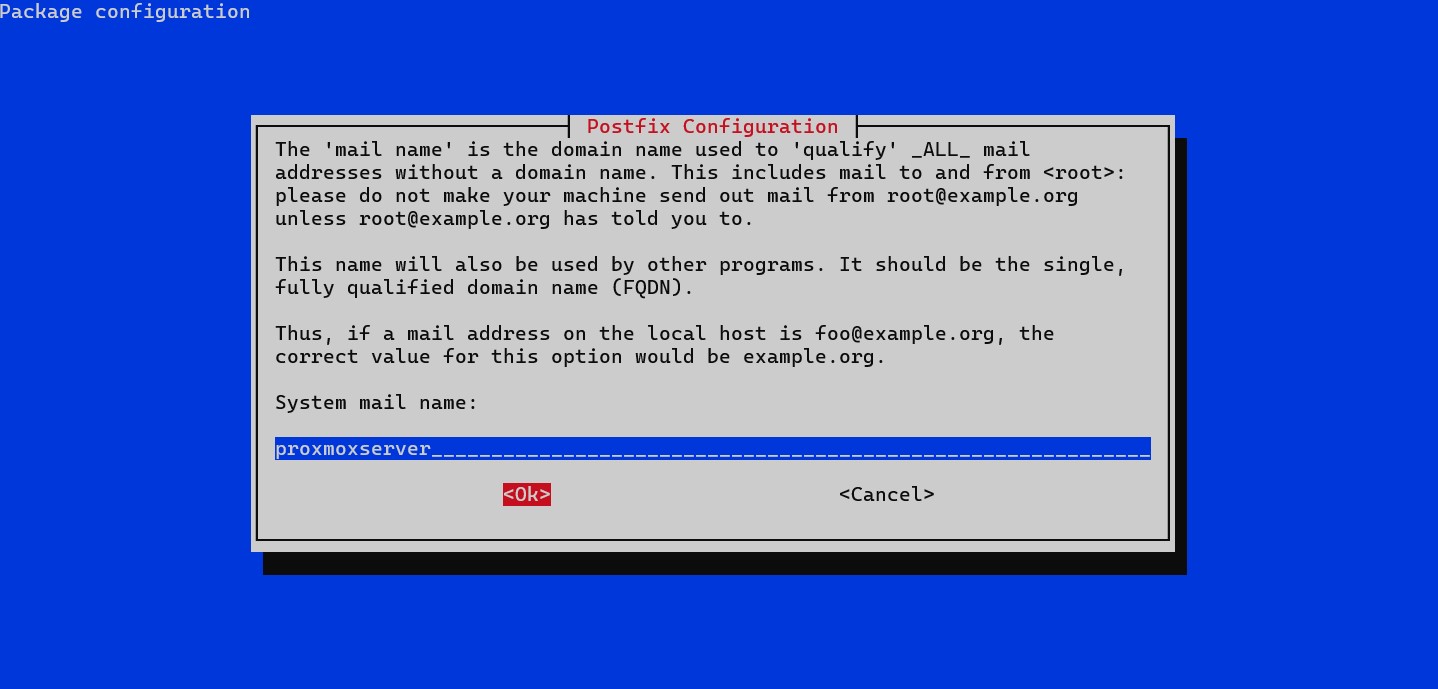 Package configuration
Postfix Configuration
The 'mail name' is the domain name used to 'qualify' _ALL_ mail
addresses without a domain name. This includes mail to and from <root>:
please do not make your machine send out mail from root@example.org
unless root@example.org has told you to.
This name will also be used by other programs. It should be the single,
fully qualified domain name (FQDN).
Thus, if a mail address on the local host is foo@example.org, the
correct value for this option would be example.org.
System mail name:
proxmoxserver____________________________________________________________
<Ok> <Cancel>